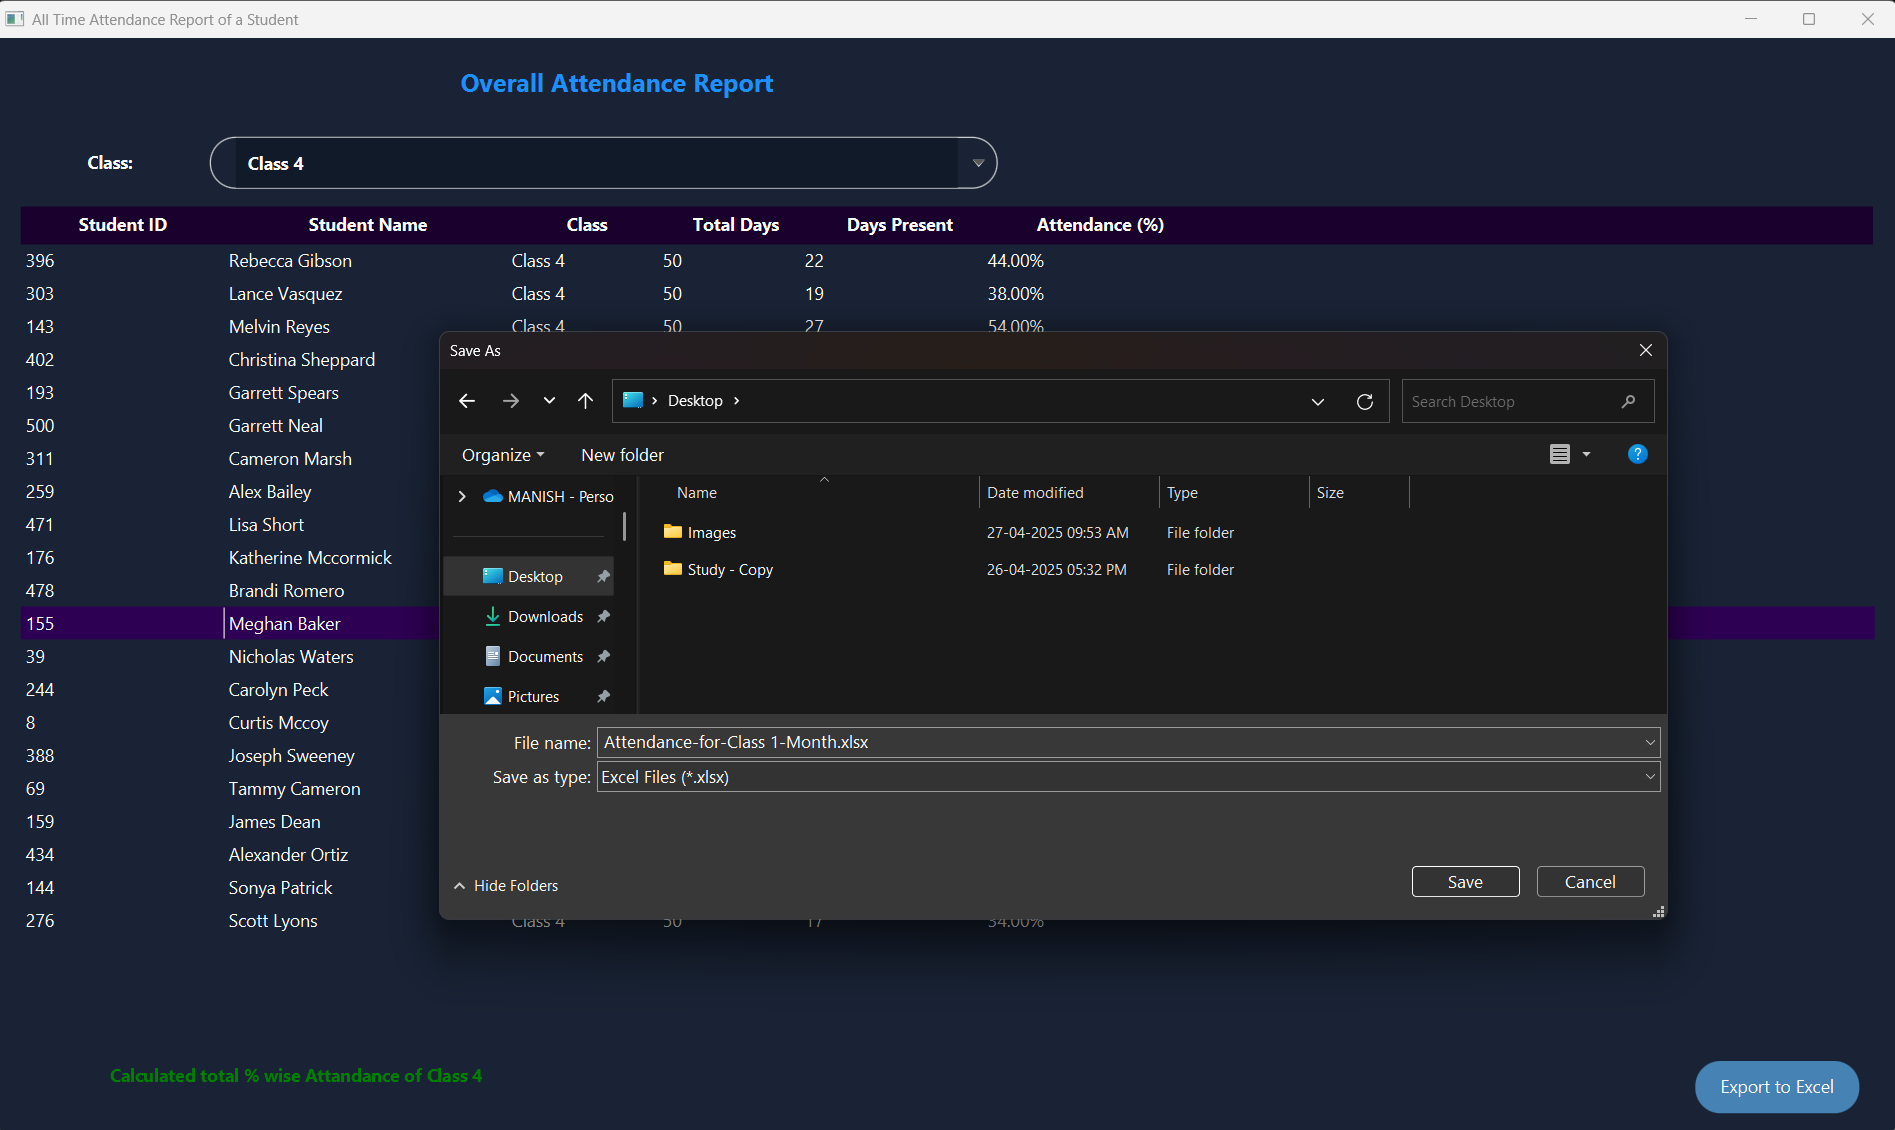 All Time Attendance Report of a Student
Overall Attendance Report
Class: Class 4
Student ID Student Name Class Total Days Days Present Attendance (%)
396 Rebecca Gibson Class 4 50 22 44.00%
303 Lance Vasquez Class 4 50 19 38.00%
143 Melvin Reyes Class 4 50 27 54.00%
402 Christina Sheppard
193 Garrett Spears
500 Garrett Neal
311 Cameron Marsh
259 Alex Bailey
471 Lisa Short
176 Katherine Mccormick
478 Brandi Romero
155 Meghan Baker
39 Nicholas Waters
244 Carolyn Peck
8 Curtis Mccoy
388 Joseph Sweeney
69 Tammy Cameron
159 James Dean
434 Alexander Ortiz
144 Sonya Patrick
276 Scott Lyons Class 4 50 17 34.00%
Save As
Desktop
Search Desktop
Organize New folder
MANISH - Perso
Desktop
Downloads
Documents
Pictures
Name Date modified Type Size
Images 27-04-2025 09:53 AM File folder
Study - Copy 26-04-2025 05:32 PM File folder
File name: Attendance-for-Class 1-Month.xlsx
Save as type: Excel Files (*.xlsx)
Hide Folders Save Cancel
Calculated total % wise Attandance of Class 4
Export to Excel